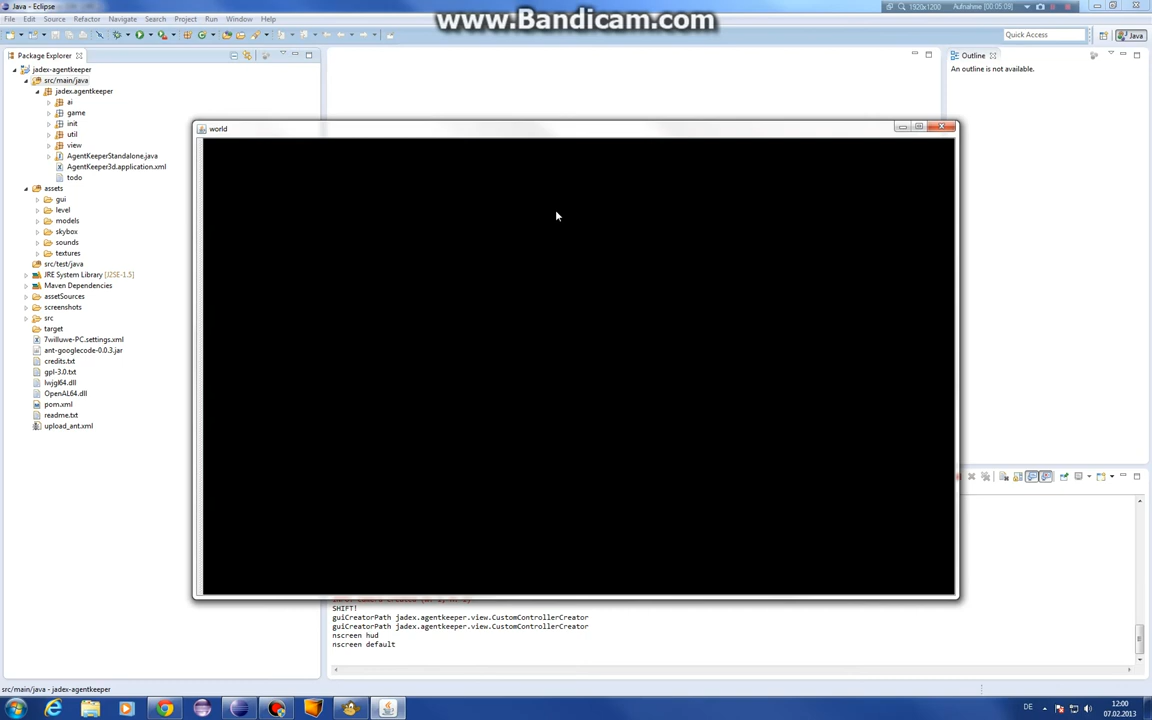 Java - Eclipse
www.Bandicam.com
1920x1200
Aufnahme [00:05:09]
File Edit Source Refactor Navigate Search Project Run Window Help
Quick Access
Java
Package Explorer
Outline
jadex-agentkeeper
An outline is not available.
src/main/java
jadex.agentkeeper
ai
game
init
util
view
AgentKeeperStandalone.java
AgentKeeper3d.application.xml
todo
assets
gui
level
models
skybox
sounds
textures
src/test/java
JRE System Library [J2SE-1.5]
Maven Dependencies
assetSources
screenshots
src
target
7willuwe-PC.settings.xml
ant-googlecode-0.0.3.jar
credits.txt
gpl-3.0.txt
lwjgl64.dll
OpenAL64.dll
pom.xml
readme.txt
upload_ant.xml
world
SHIFT!
guiCreatorPath jadex.agentkeeper.view.CustomControllerCreator
guiCreatorPath jadex.agentkeeper.view.CustomControllerCreator
nscreen hud
nscreen default
src/main/java - jadex-agentkeeper
DE
12:00
07.02.2013